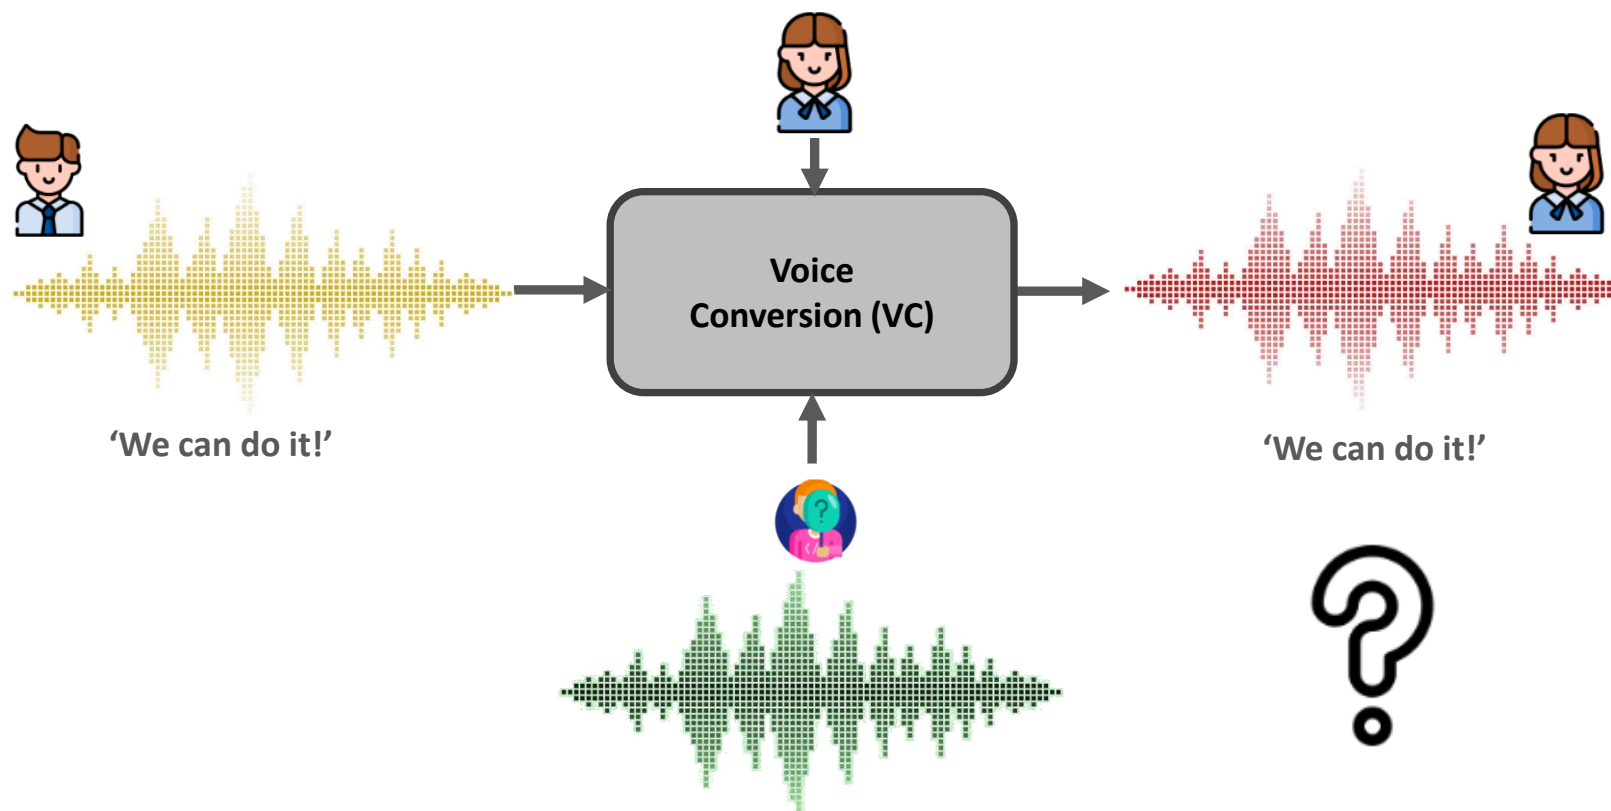 Voice
Conversion (VC)
‘We can do it!’
‘We can do it!’
?